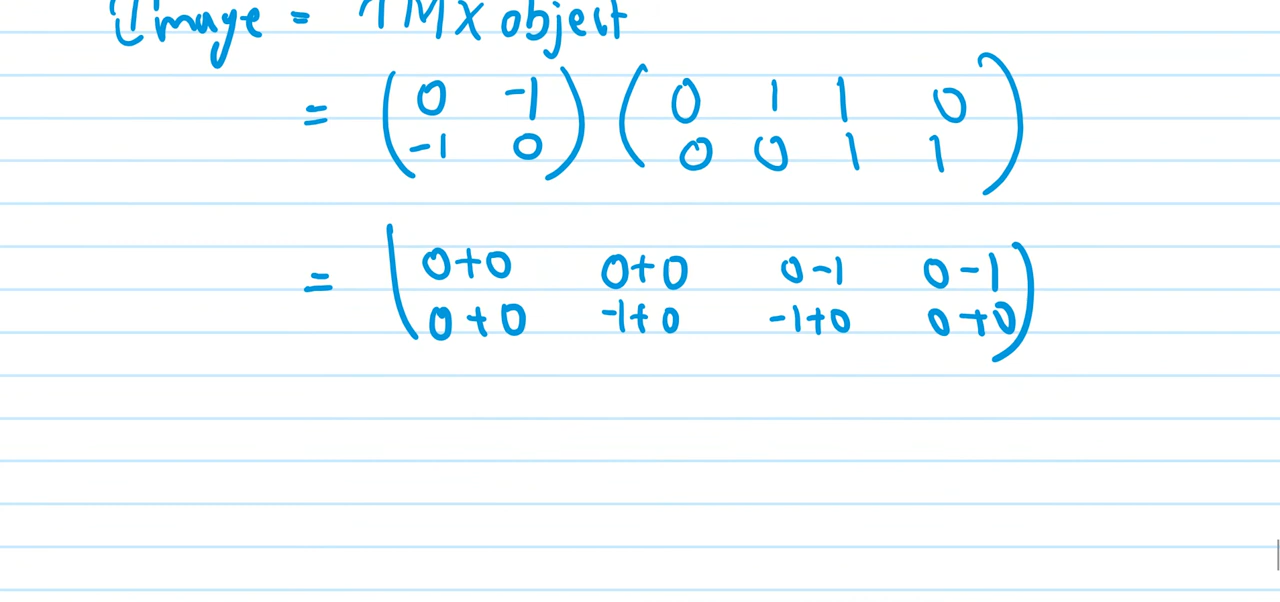 Image = TMX object
= ( 0 -1 ) ( 0 1 1 0 )
-1 0 0 0 1 1
= ( 0+0 0+0 0-1 0-1 )
0+0 -1+0 -1+0 0+0